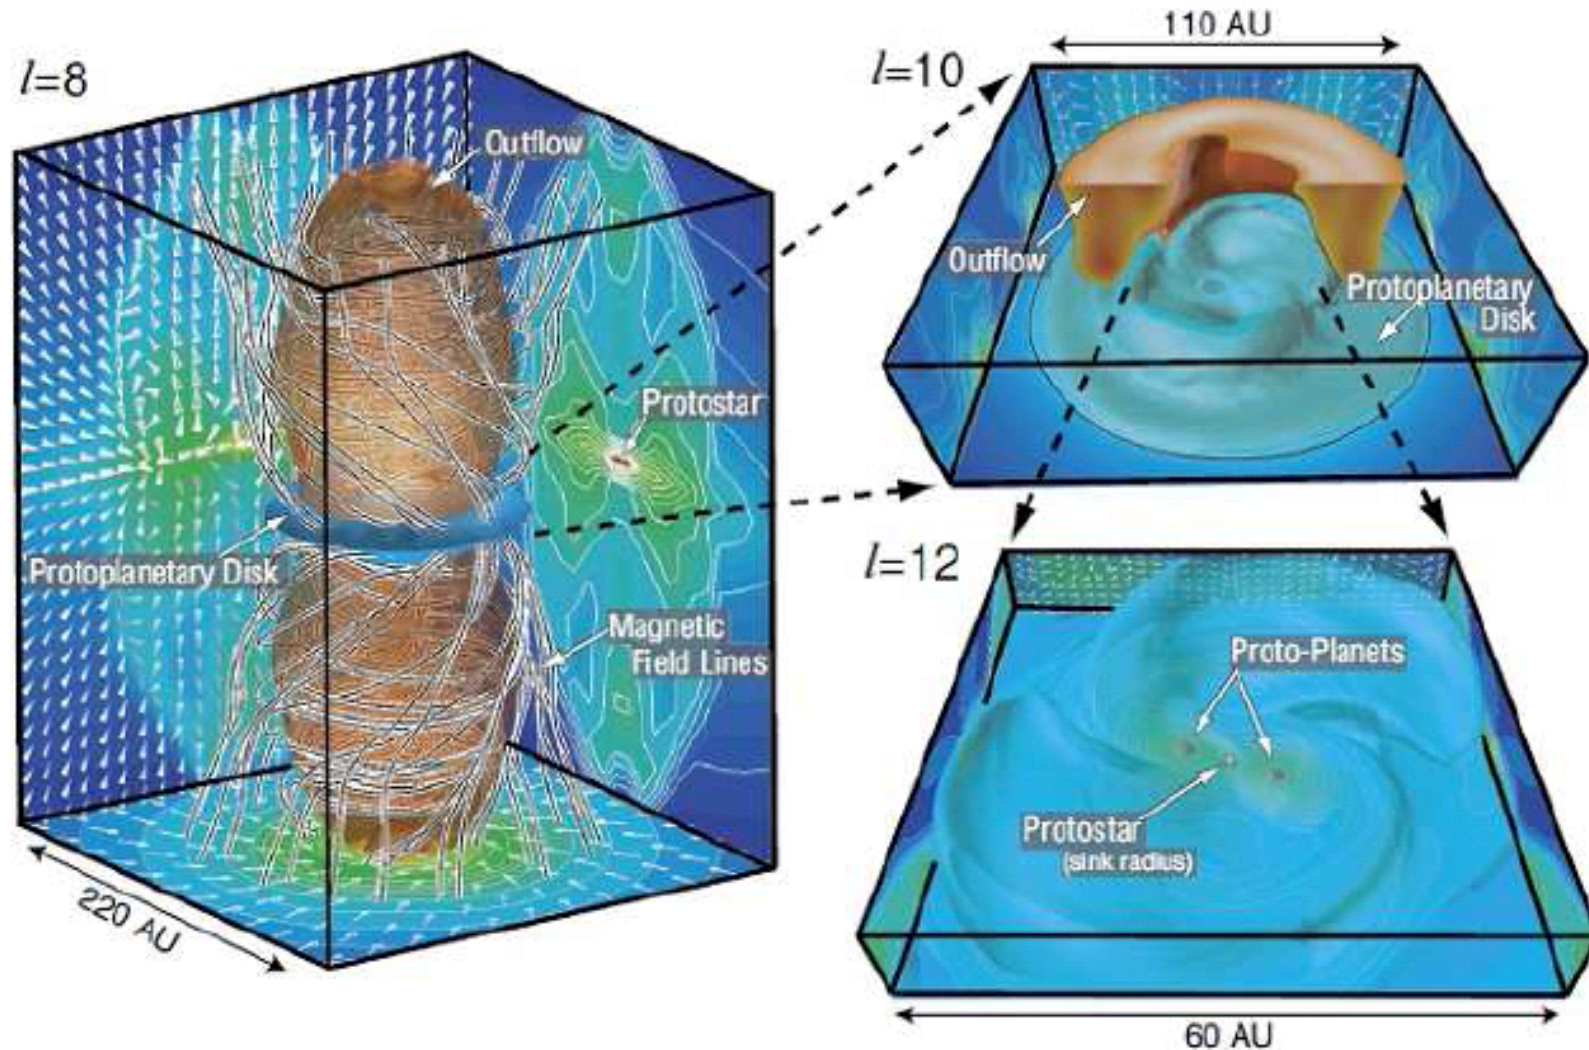 l=8
Outflow
Protostar
Protoplanetary Disk
Magnetic
Field Lines
220 AU
110 AU
l=10
Outflow
Protoplanetary
Disk
l=12
Proto-Planets
Protostar
(sink radius)
60 AU